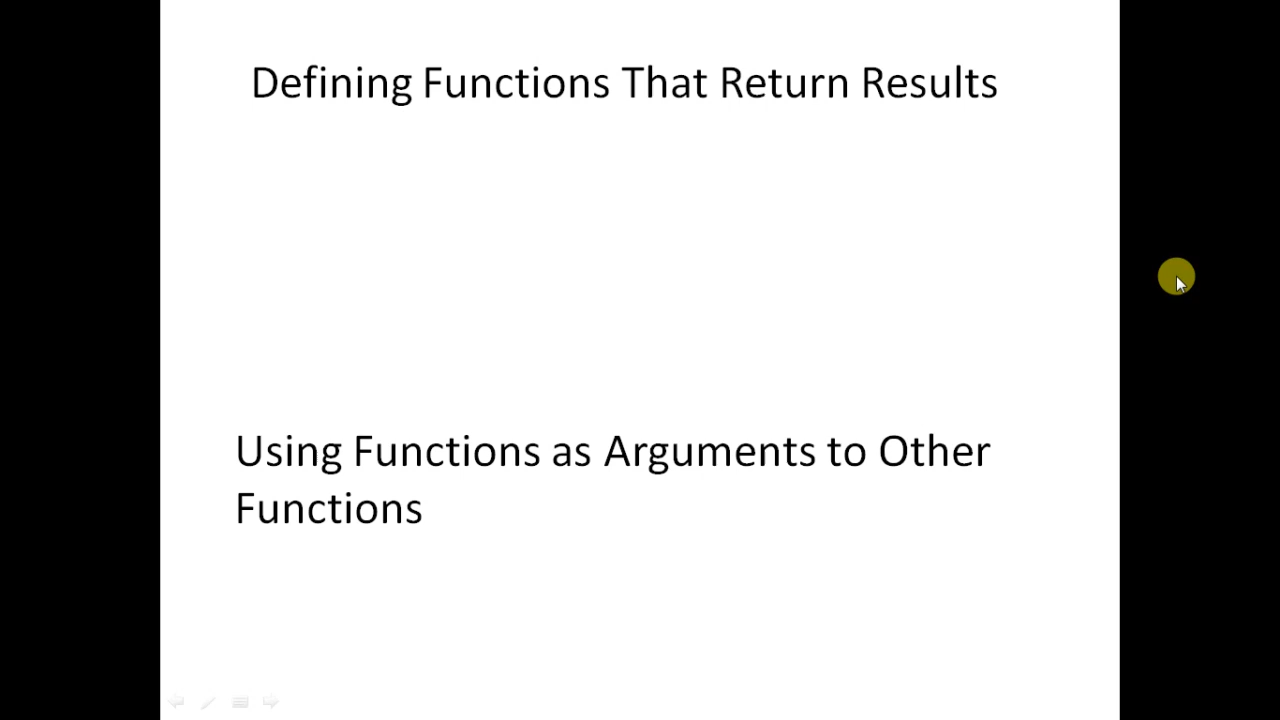 Defining Functions That Return Results
Using Functions as Arguments to Other
Functions